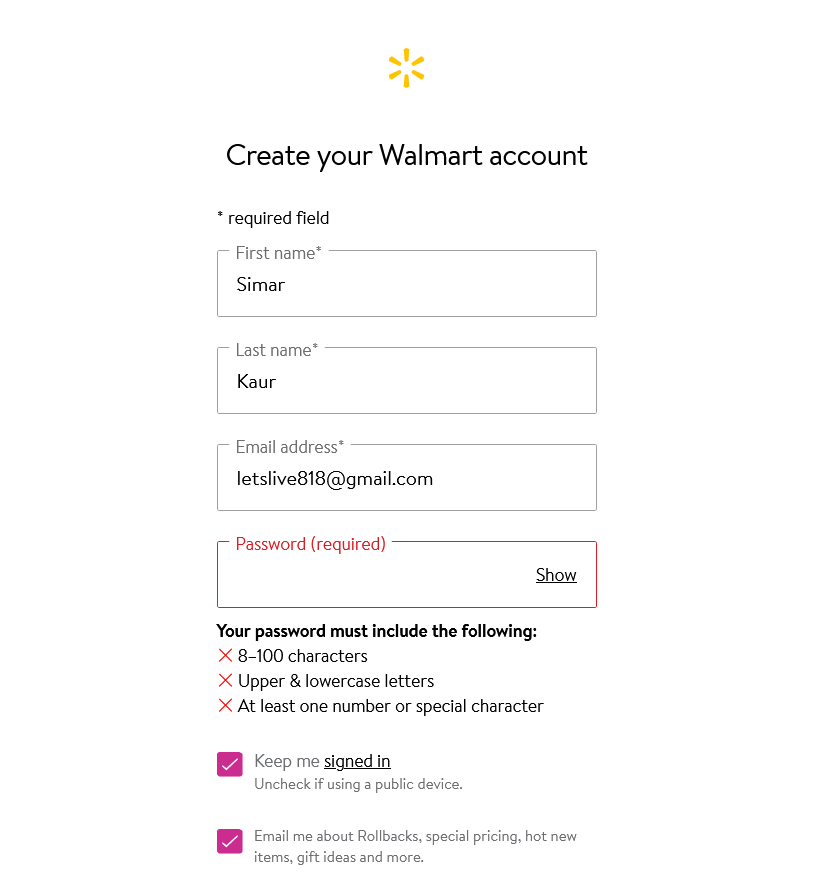 Create your Walmart account
* required field
First name*
Simar
Last name*
Kaur
Email address*
letslive818@gmail.com
Password (required)
Show
Your password must include the following:
8–100 characters
Upper & lowercase letters
At least one number or special character
Keep me signed in
Uncheck if using a public device.
Email me about Rollbacks, special pricing, hot new
items, gift ideas and more.